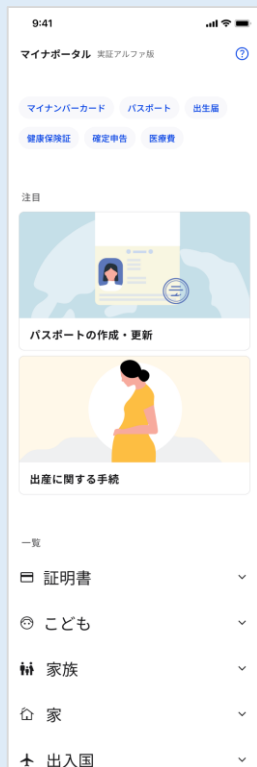 9:41
マイナポータル 実証アルファ版
マイナンバーカード パスポート 出生届
健康保険証 確定申告 医療費
注目
パスポートの作成・更新
出産に関する手続
一覧
証明書
こども
家族
家
出入国